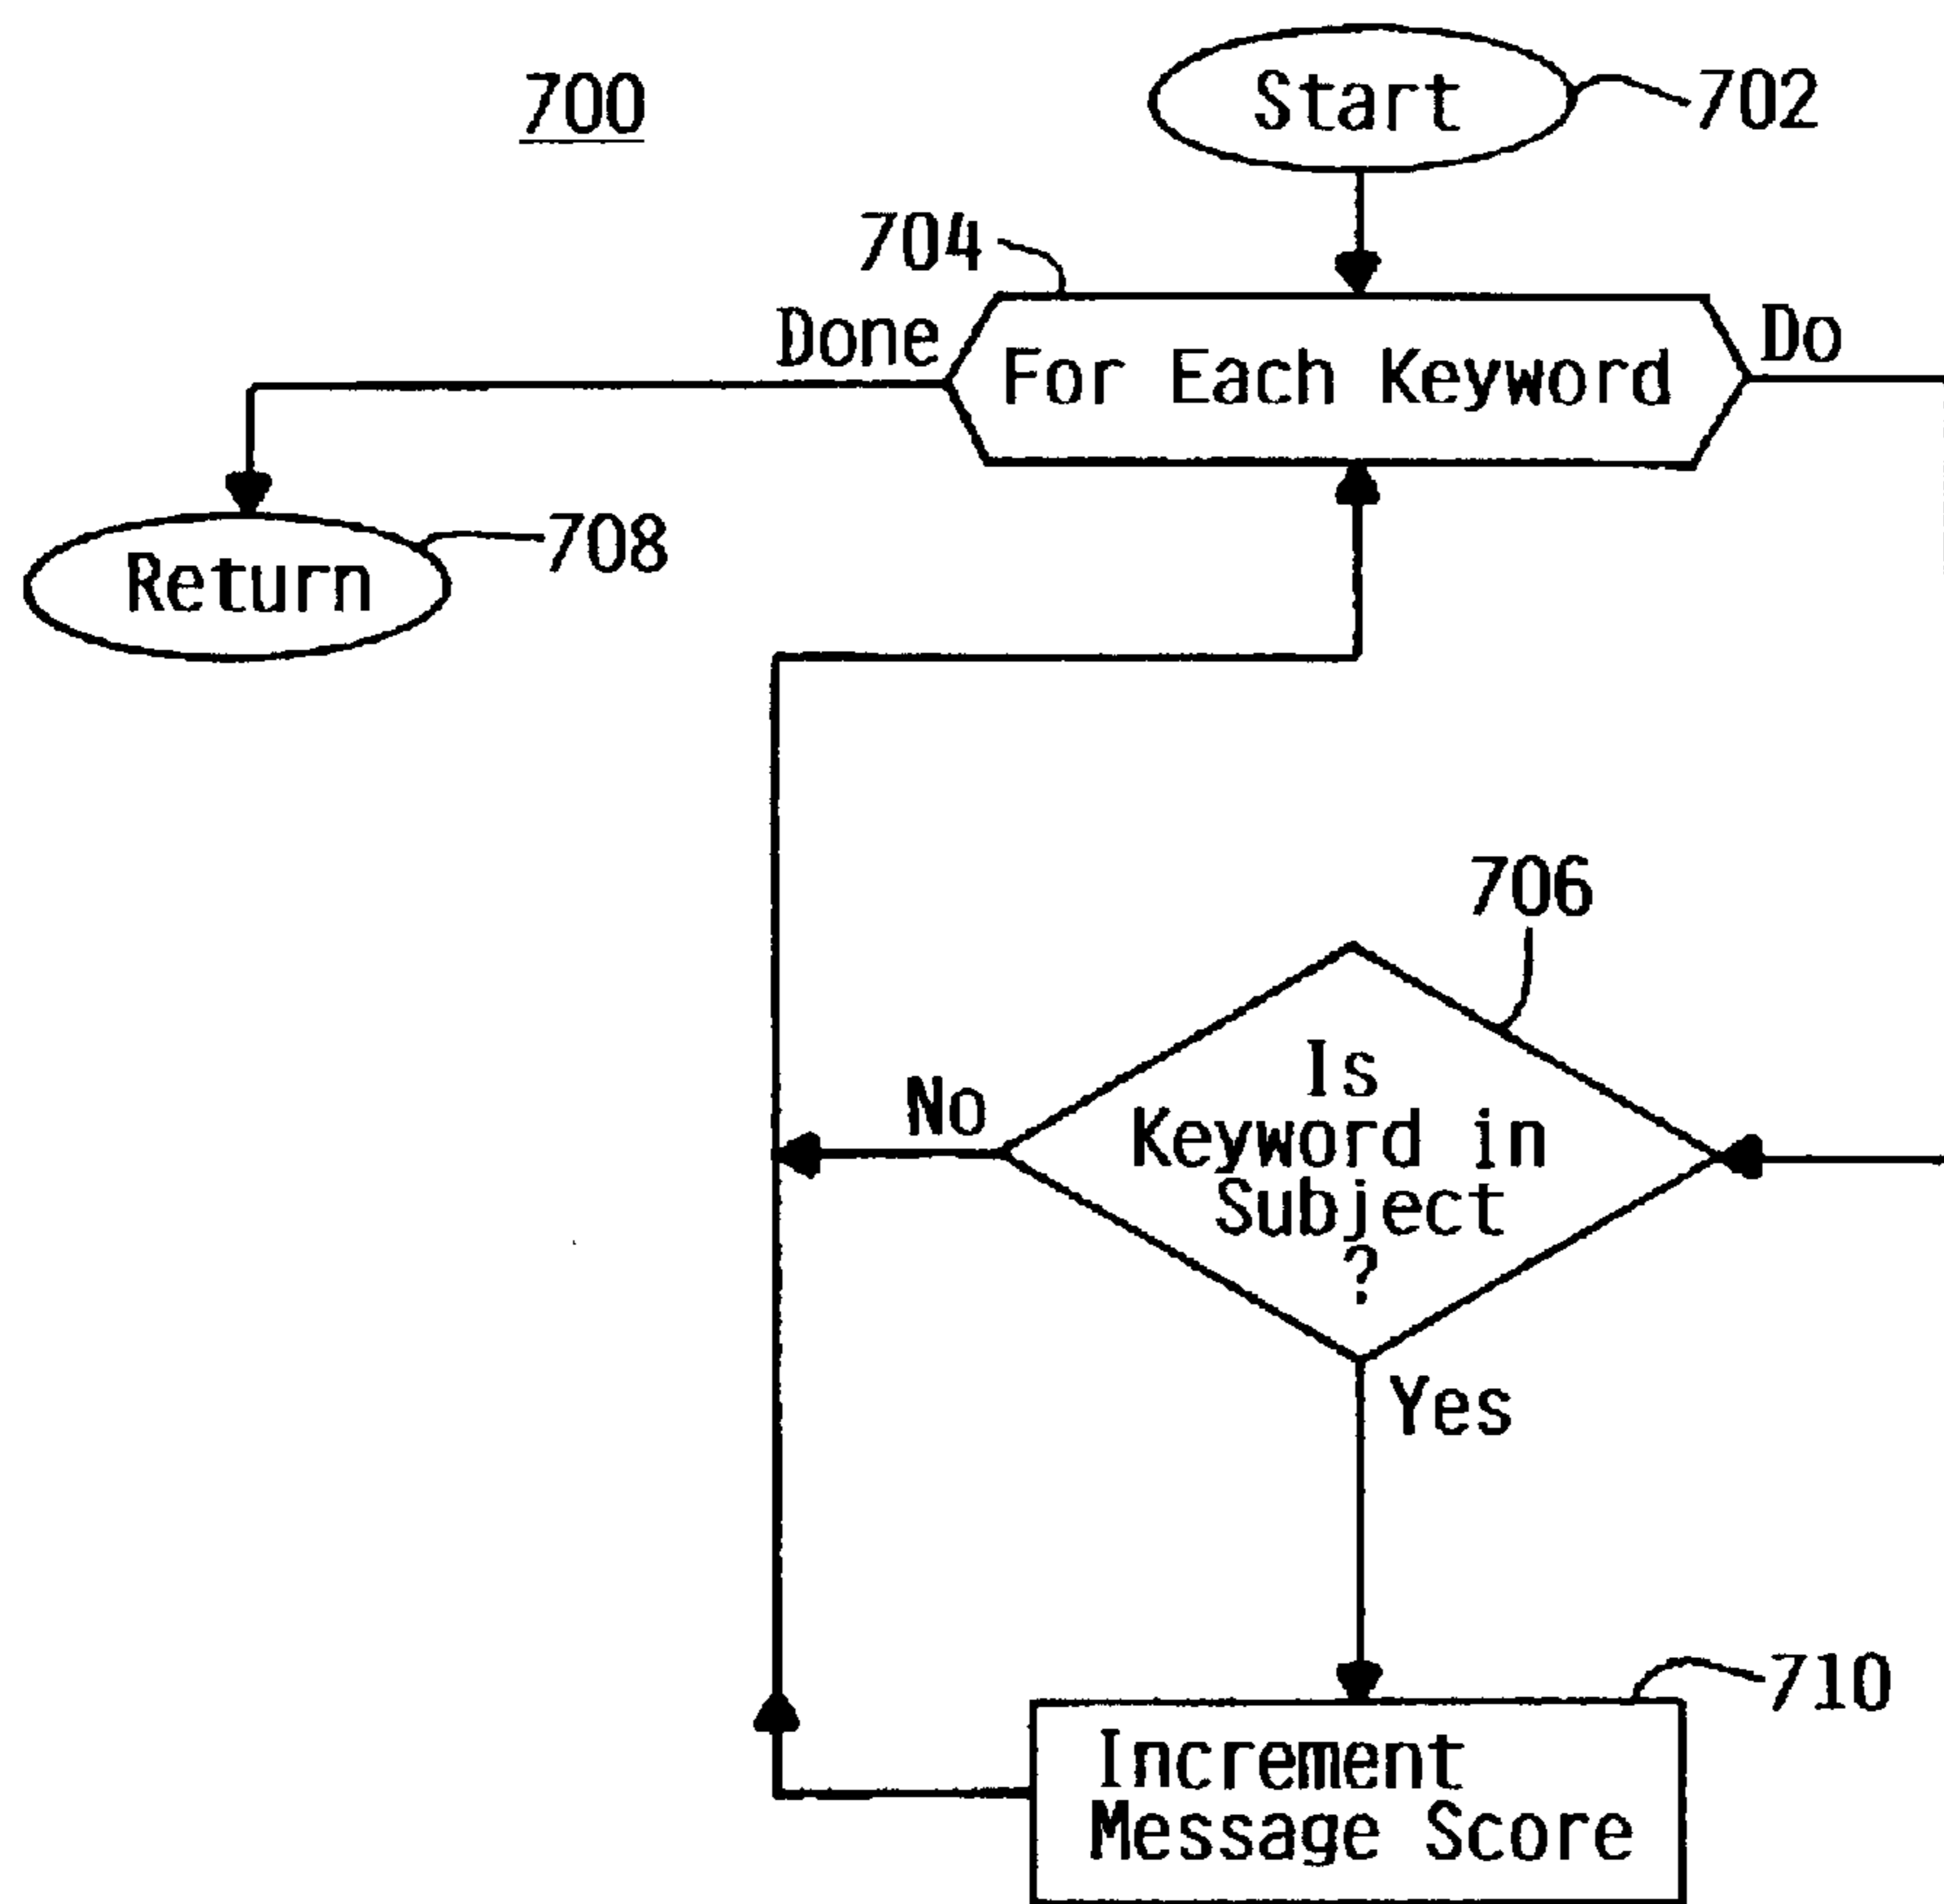 700
Start
702
704
Done
For Each Keyword
Do
Return
708
706
Is
Keyword in
Subject
?
No
Yes
710
Increment
Message Score